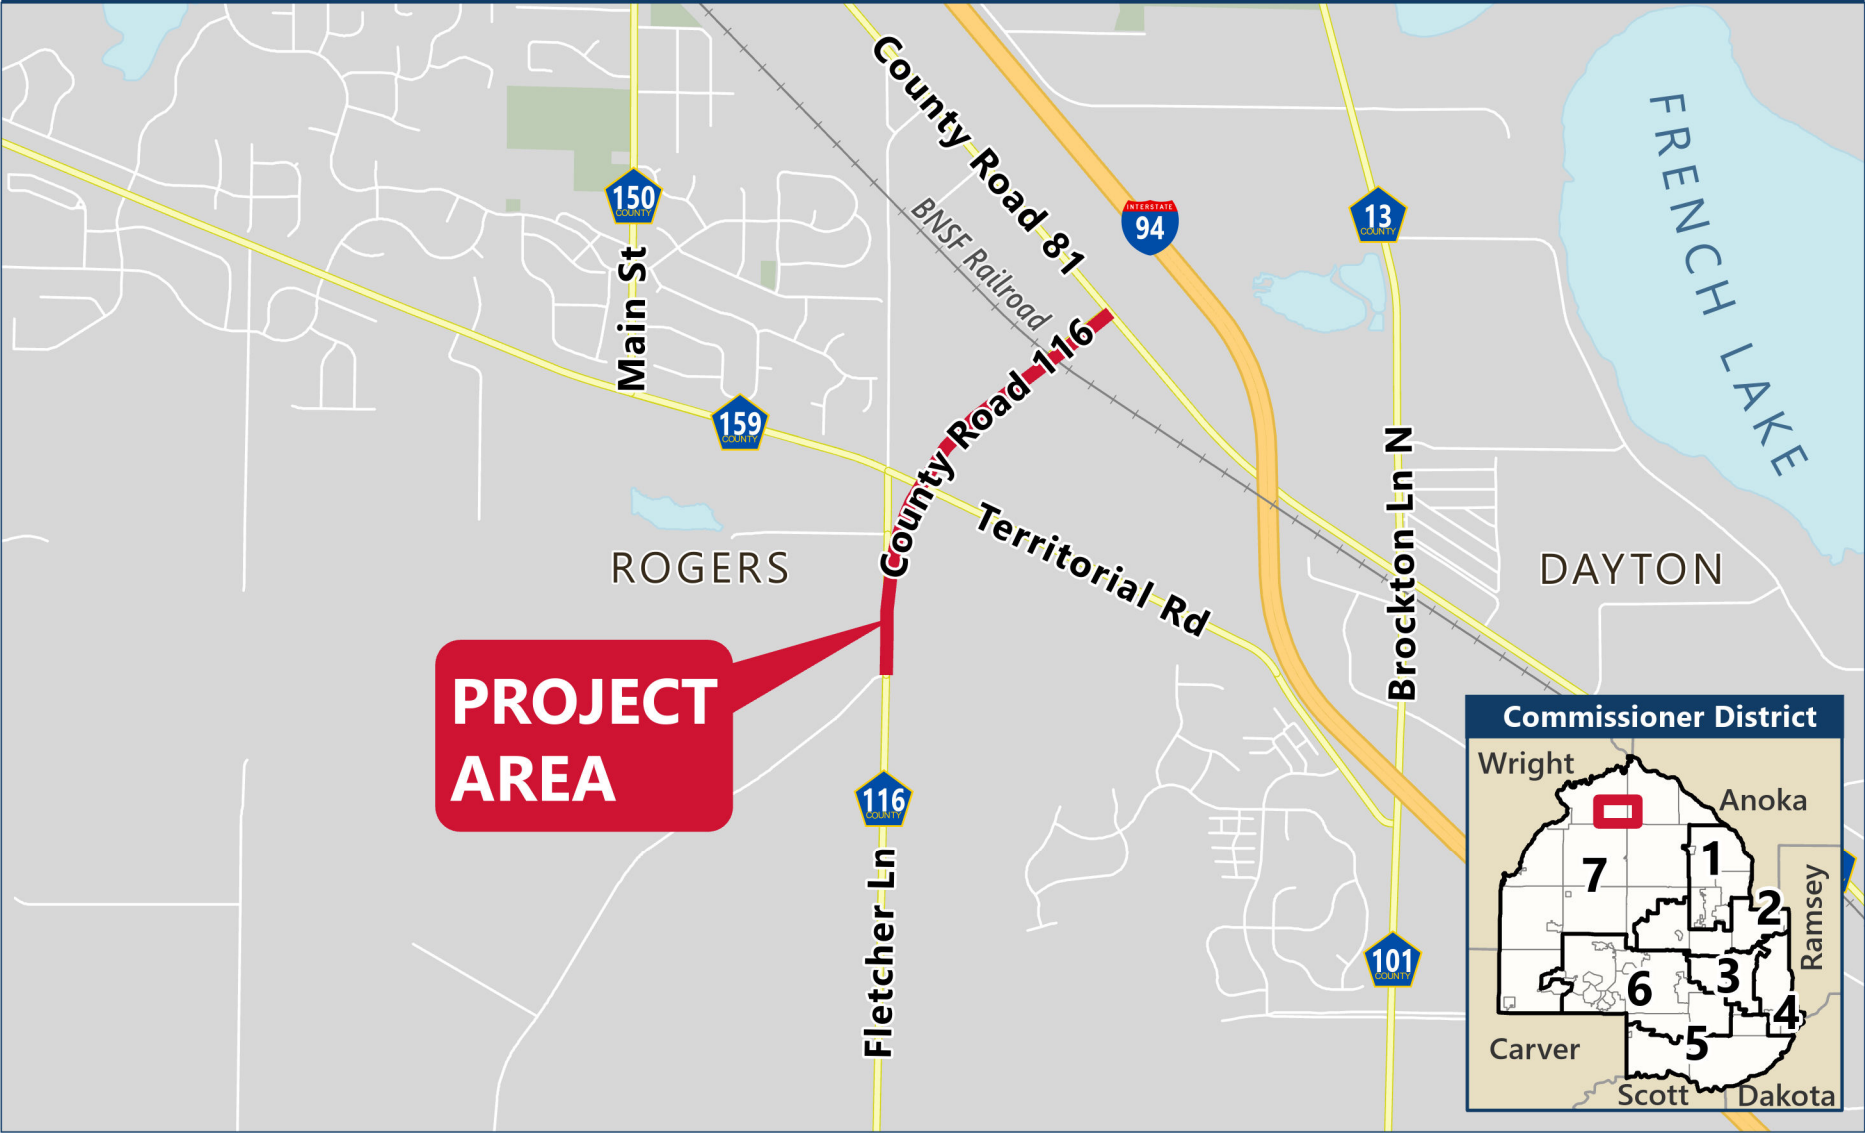 County Road 81
FRENCH LAKE
150
COUNTY
INTERSTATE
94
13
COUNTY
BNSF Railroad
Main St
County Road 116
159
COUNTY
Territorial Rd
Brockton Ln N
ROGERS
DAYTON
PROJECT
AREA
116
COUNTY
Fletcher Ln
101
COUNTY
Commissioner District
Wright
Anoka
7
1
2
Ramsey
6
3
4
5
Carver
Scott
Dakota